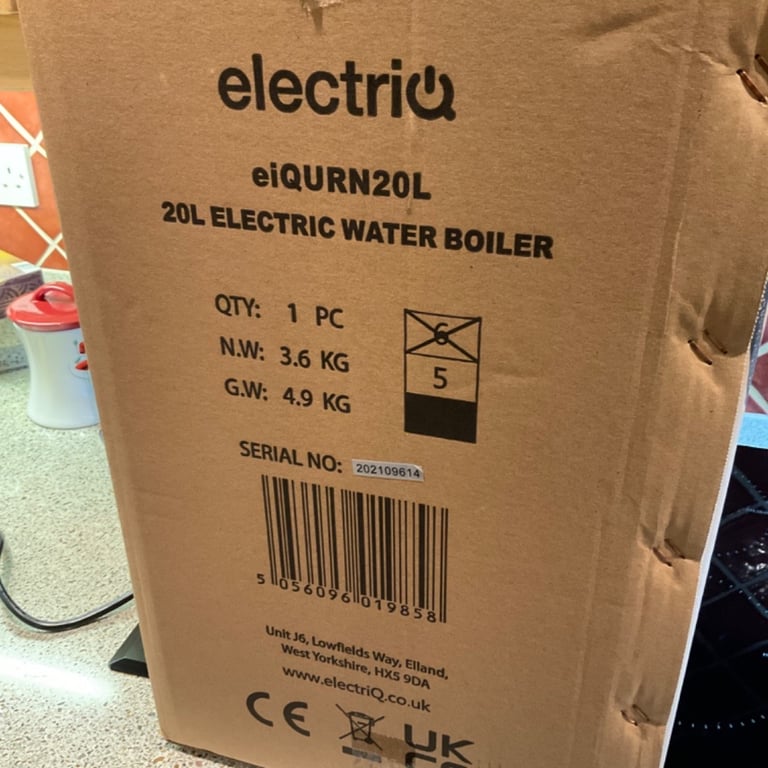 electriQ
eiQURN20L
20L ELECTRIC WATER BOILER
QTY: 1 PC
N.W: 3.6 KG
G.W: 4.9 KG
6
5
SERIAL NO: 202109614
5 056096 019858
Unit J6, Lowfields Way, Elland,
West Yorkshire, HX5 9DA
www.electriQ.co.uk
CE
UK